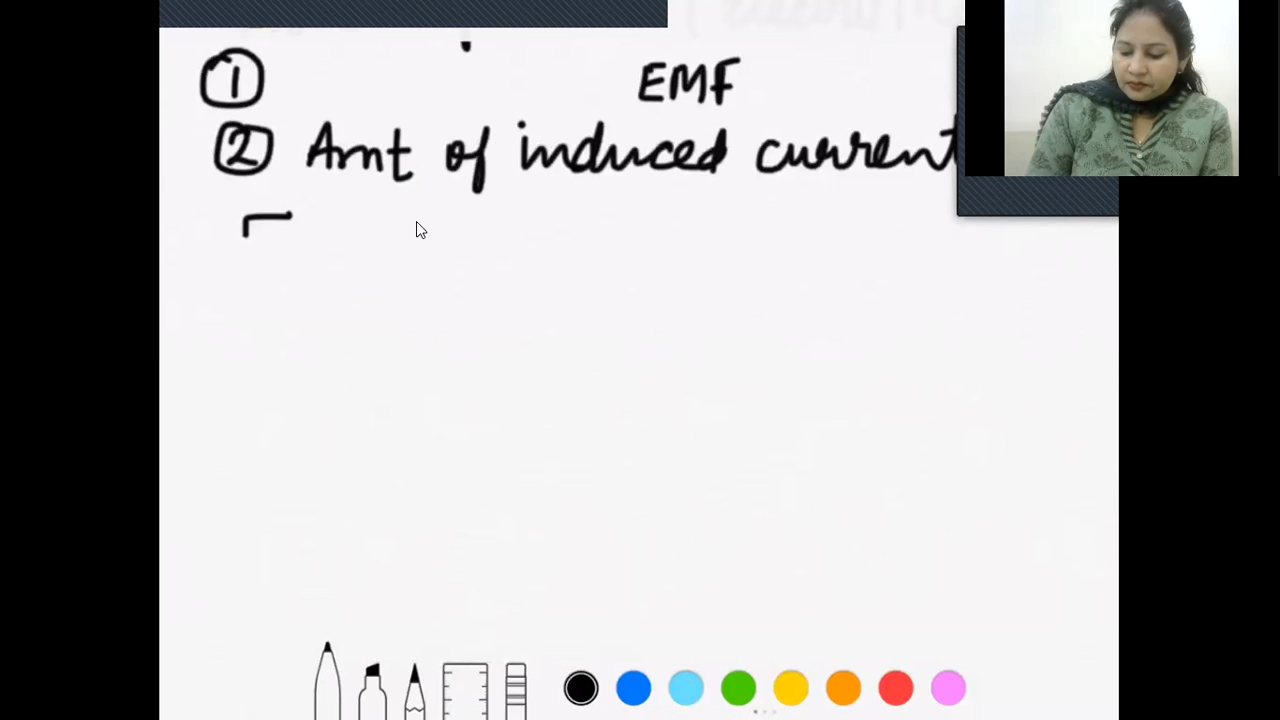 ① EMF
② Amt of induced current